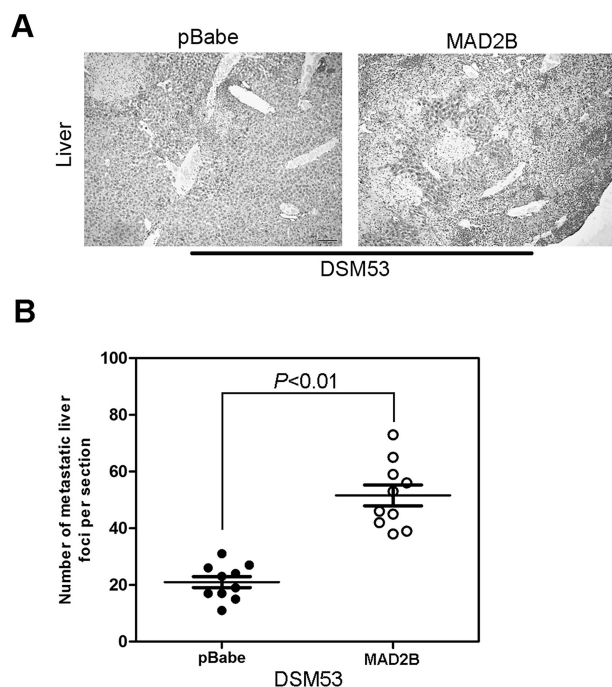 A
pBabe
MAD2B
Liver
DSM53
B
Number of metastatic liver
foci per section
100
80
60
40
20
0
P<0.01
pBabe
MAD2B
DSM53